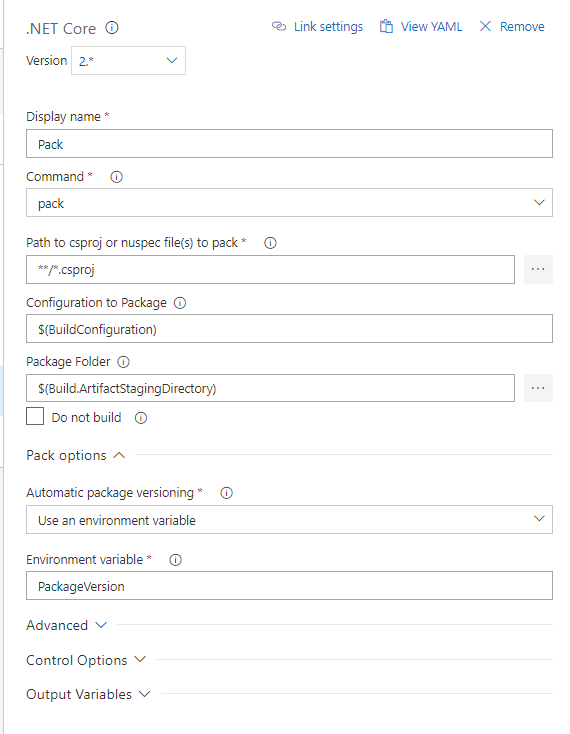 .NET Core
Link settings View YAML Remove
Version 2.*
Display name *
Pack
Command *
pack
Path to csproj or nuspec file(s) to pack *
**/*.csproj
...
Configuration to Package
$(BuildConfiguration)
Package Folder
$(Build.ArtifactStagingDirectory)
...
Do not build
Pack options
Automatic package versioning *
Use an environment variable
Environment variable *
PackageVersion
Advanced
Control Options
Output Variables